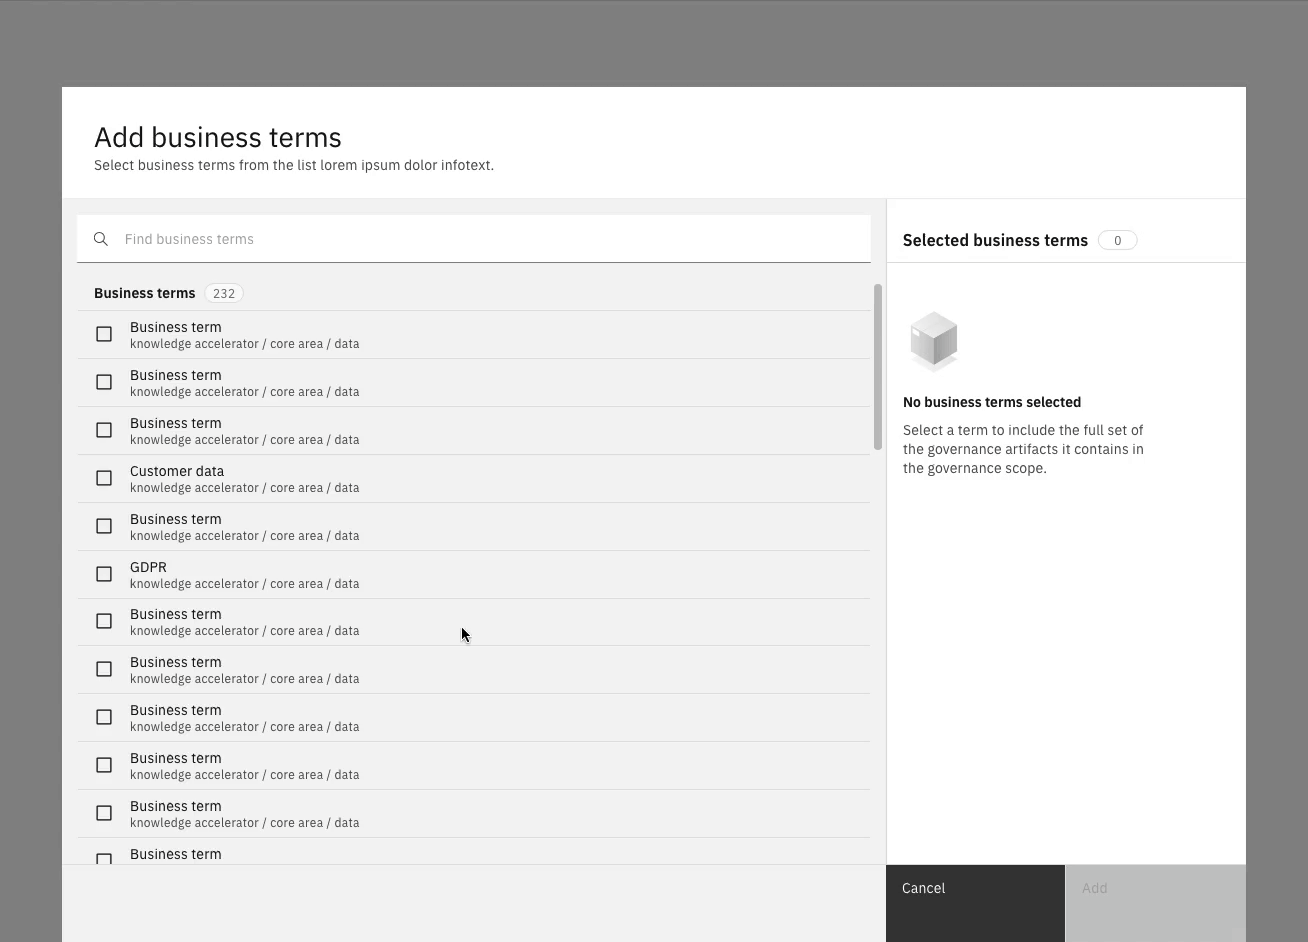 Add business terms
Select business terms from the list lorem ipsum dolor infotext.
Find business terms
Business terms 232
Business term
knowledge accelerator / core area / data
Business term
knowledge accelerator / core area / data
Business term
knowledge accelerator / core area / data
Customer data
knowledge accelerator / core area / data
Business term
knowledge accelerator / core area / data
GDPR
knowledge accelerator / core area / data
Business term
knowledge accelerator / core area / data
Business term
knowledge accelerator / core area / data
Business term
knowledge accelerator / core area / data
Business term
knowledge accelerator / core area / data
Business term
knowledge accelerator / core area / data
Business term
Selected business terms 0
No business terms selected
Select a term to include the full set of
the governance artifacts it contains in
the governance scope.
Cancel
Add